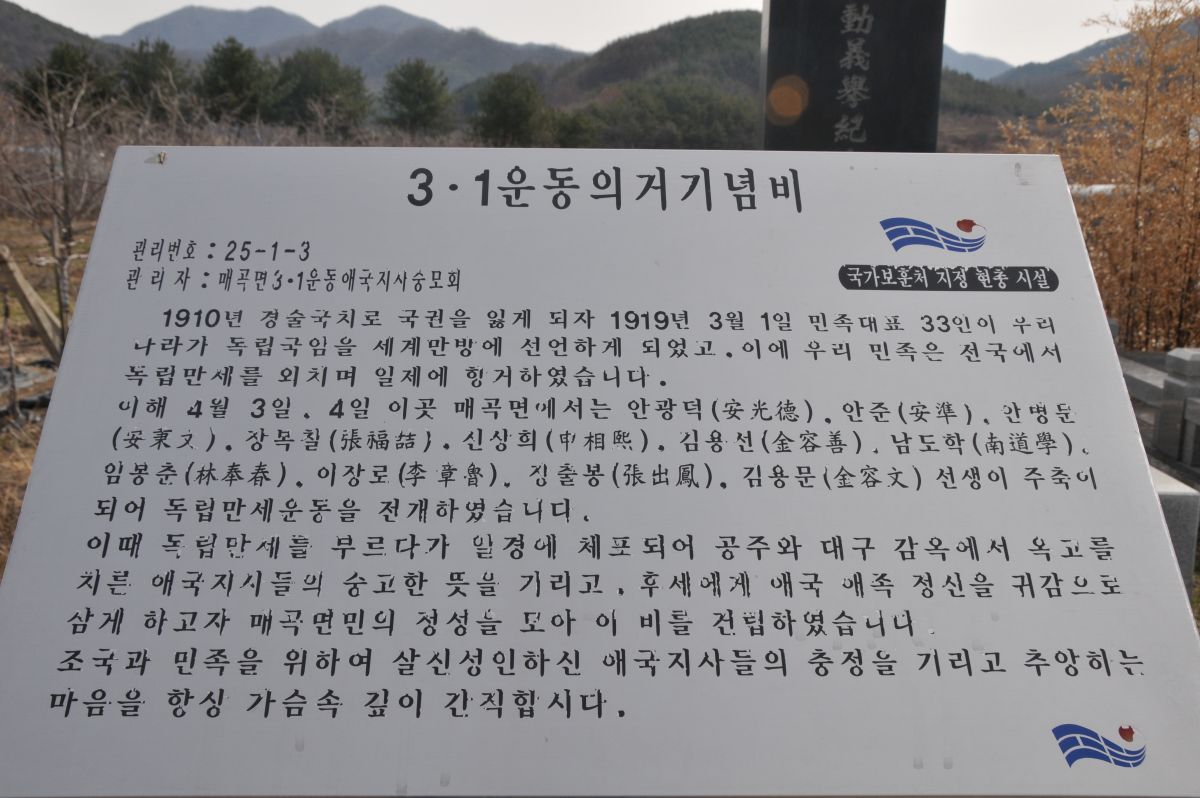 動義擧紀
3·1운동의거기념비
관리번호 : 25-1-3
관 리 자 : 매곡면3·1운동애국지사숭모회
국가보훈처 지정 현충 시설
1910년 경술국치로 국권을 잃게 되자 1919년 3월 1일 민족대표 33인이 우리
나라가 독립국임을 세계만방에 선언하게 되었고, 이에 우리 민족은 전국에서
독립만세를 외치며 일제에 항거하였습니다.
이해 4월 3일, 4일 이곳 매곡면에서는 안광덕(安光德), 안준(安準), 안병문
(安秉文), 장복철(張福喆), 신상희(申相熙), 김용선(金容善), 남도학(南道學),
임봉춘(林奉春), 이장로(李章魯), 장출봉(張出鳳), 김용문(金容文) 선생이 주축이
되어 독립만세운동을 전개하였습니다.
이때 독립만세를 부르다가 일경에 체포되어 공주와 대구 감옥에서 옥고를
치른 애국지사들의 숭고한 뜻을 기리고, 후세에게 애국 애족 정신을 귀감으로
삼게 하고자 매곡면민의 정성을 모아 이 비를 건립하였습니다.
조국과 민족을 위하여 살신성인하신 애국지사들의 충정을 기리고 추앙하는
마음을 항상 가슴속 깊이 간직합시다.